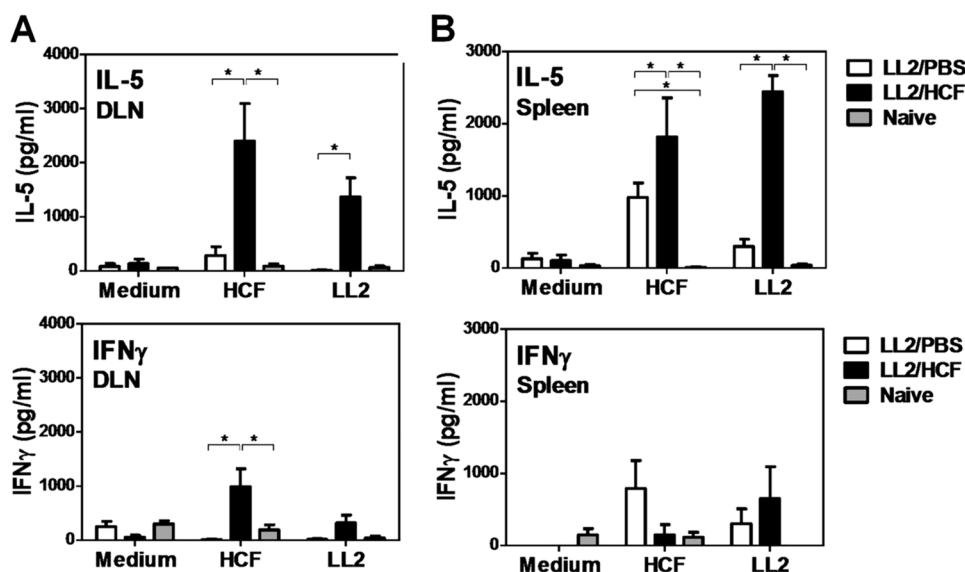 A
IL-5 (pg/ml)
4000
3000
2000
1000
0
IL-5
DLN
* *
*
Medium HCF LL2
B
IL-5 (pg/ml)
3000
2000
1000
0
IL-5
Spleen
* *
*
* *
Medium HCF LL2
LL2/PBS
LL2/HCF
Naive
IFNγ (pg/ml)
4000
3000
2000
1000
0
IFNγ
DLN
* *
Medium HCF LL2
IFNγ (pg/ml)
3000
2000
1000
0
IFNγ
Spleen
Medium HCF LL2
LL2/PBS
LL2/HCF
Naive